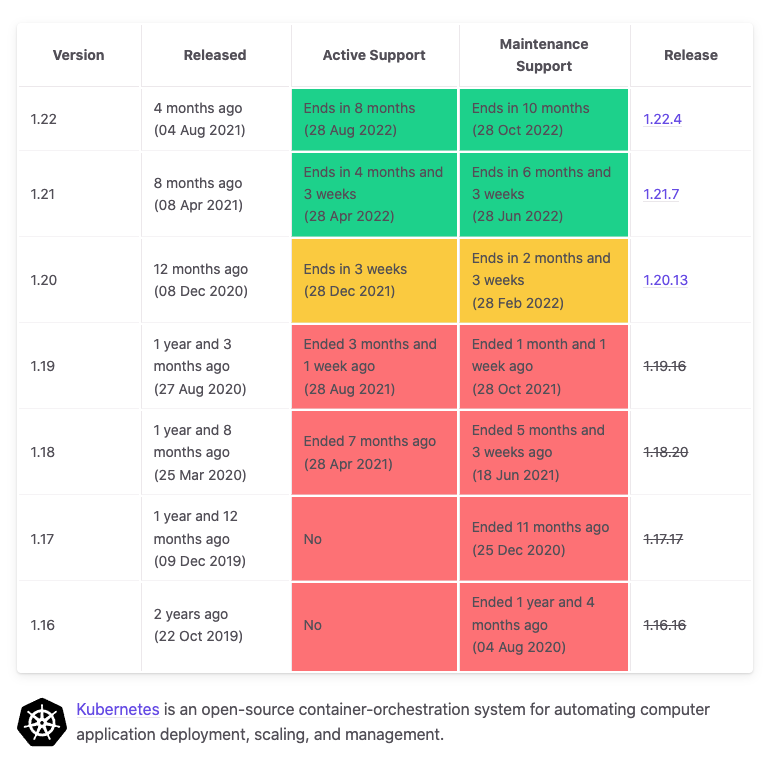 Version Released Active Support Maintenance Support Release
1.22 4 months ago (04 Aug 2021) Ends in 8 months (28 Aug 2022) Ends in 10 months (28 Oct 2022) 1.22.4
1.21 8 months ago (08 Apr 2021) Ends in 4 months and 3 weeks (28 Apr 2022) Ends in 6 months and 3 weeks (28 Jun 2022) 1.21.7
1.20 12 months ago (08 Dec 2020) Ends in 3 weeks (28 Dec 2021) Ends in 2 months and 3 weeks (28 Feb 2022) 1.20.13
1.19 1 year and 3 months ago (27 Aug 2020) Ended 3 months and 1 week ago (28 Aug 2021) Ended 1 month and 1 week ago (28 Oct 2021) 1.19.16
1.18 1 year and 8 months ago (25 Mar 2020) Ended 7 months ago (28 Apr 2021) Ended 5 months and 3 weeks ago (18 Jun 2021) 1.18.20
1.17 1 year and 12 months ago (09 Dec 2019) No Ended 11 months ago (25 Dec 2020) 1.17.17
1.16 2 years ago (22 Oct 2019) No Ended 1 year and 4 months ago (04 Aug 2020) 1.16.16
Kubernetes is an open-source container-orchestration system for automating computer
application deployment, scaling, and management.